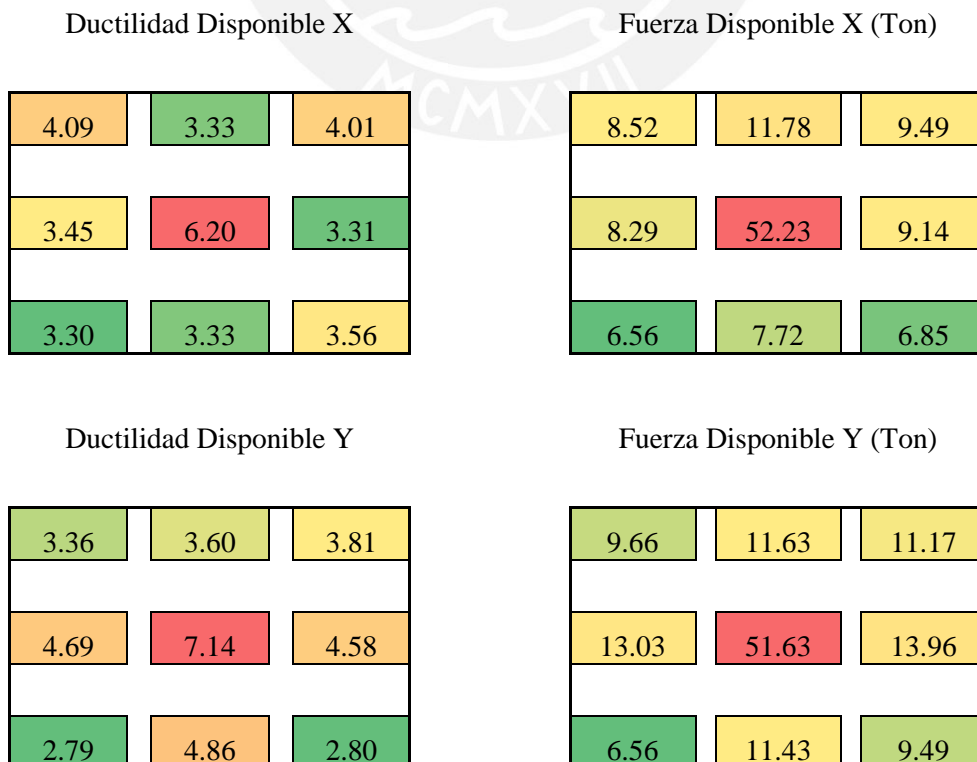 Ductilidad Disponible X
Fuerza Disponible X (Ton)
MCMXVII
4.09 3.33 4.01
8.52 11.78 9.49
3.45 6.20 3.31
8.29 52.23 9.14
3.30 3.33 3.56
6.56 7.72 6.85
Ductilidad Disponible Y
Fuerza Disponible Y (Ton)
3.36 3.60 3.81
9.66 11.63 11.17
4.69 7.14 4.58
13.03 51.63 13.96
2.79 4.86 2.80
6.56 11.43 9.49